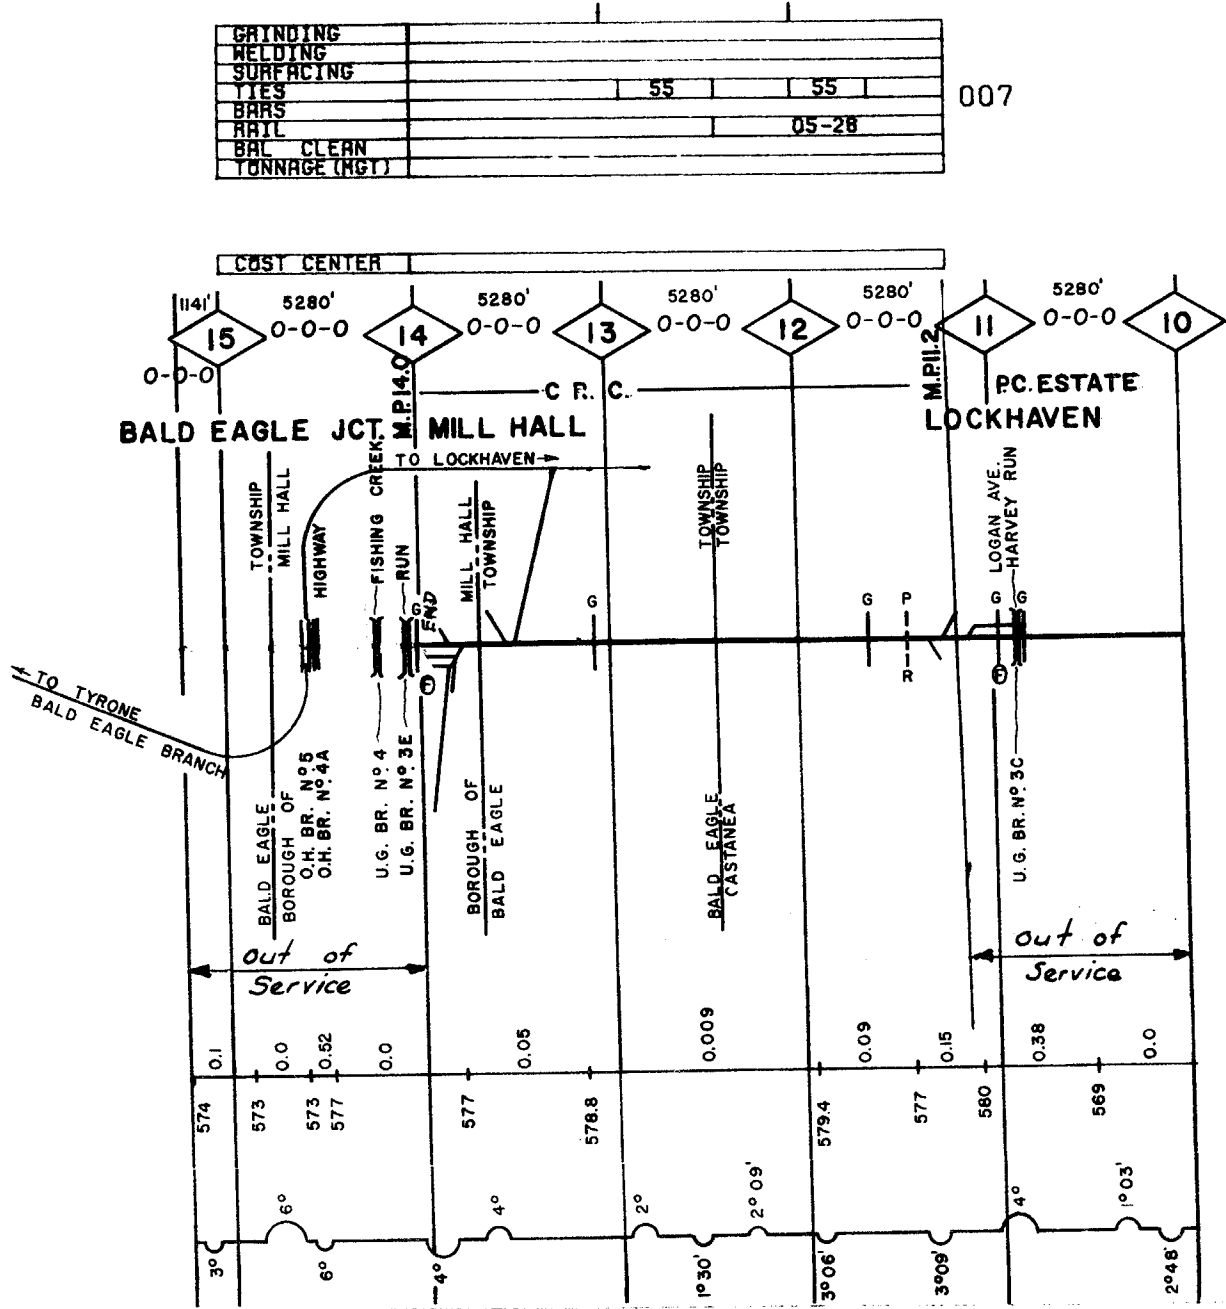 GRINDING
WELDING
SURFACING
TIES 55 55
007
BARS
RAIL 05-28
BAL CLEAN
TONNAGE (MGT)
COST CENTER
1141' 5280' 5280' 5280' 5280' 5280'
15 0-0-0 14 0-0-0 13 0-0-0 12 0-0-0 11 0-0-0 10
0-0-0
M.P.14.0
C R. C.
M.P.11.2
P.C. ESTATE
BALD EAGLE JCT.
MILL HALL
LOCKHAVEN
TO LOCKHAVEN
TOWNSHIP
MILL HALL
HIGHWAY
FISHING CREEK
RUN
G
END
MILL HALL
TOWNSHIP
G
TOWNSHIP
TOWNSHIP
G
P
R
LOGAN AVE.
HARVEY RUN
G G
F
F
TO TYRONE
BALD EAGLE BRANCH
BALD EAGLE
BOROUGH OF
O.H. BR. Nº.5
O.H. BR. Nº.4A
U.G. BR. Nº.4
U.G. BR. Nº.3E
BOROUGH OF
BALD EAGLE
BALD EAGLE
CASTANEA
U.G. BR. Nº.3C
Out of
Service
Out of
Service
0.1 0.0 0.52 0.0 0.05 0.009 0.09 0.15 0.38 0.0
574 573 573 577 577 578.8 579.4 577 580 569
6° 4° 2° 2°09' 4° 1°03'
3° 6° 4° 1°30' 3°06' 3°09' 2°48'